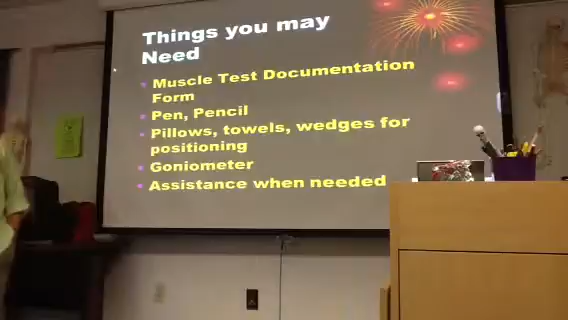 Things you may
Need
Muscle Test Documentation
Form
Pen, Pencil
Pillows, towels, wedges for
positioning
Goniometer
Assistance when needed